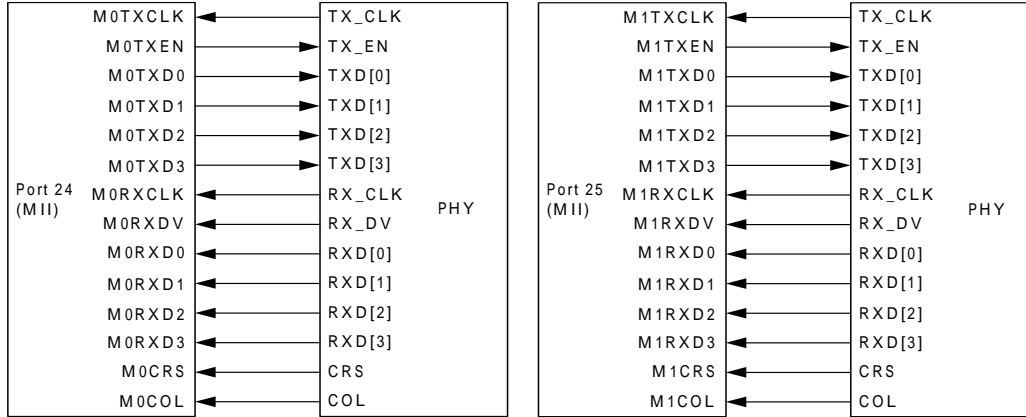 M0TXCLK TX_CLK M1TXCLK TX_CLK
M0TXEN TX_EN M1TXEN TX_EN
M0TXD0 TXD[0] M1TXD0 TXD[0]
M0TXD1 TXD[1] M1TXD1 TXD[1]
M0TXD2 TXD[2] M1TXD2 TXD[2]
M0TXD3 TXD[3] M1TXD3 TXD[3]
Port 24 M0RXCLK RX_CLK Port 25 M1RXCLK RX_CLK
(MII) PHY (MII) PHY
M0RXDV RX_DV M1RXDV RX_DV
M0RXD0 RXD[0] M1RXD0 RXD[0]
M0RXD1 RXD[1] M1RXD1 RXD[1]
M0RXD2 RXD[2] M1RXD2 RXD[2]
M0RXD3 RXD[3] M1RXD3 RXD[3]
M0CRS CRS M1CRS CRS
M0COL COL M1COL COL